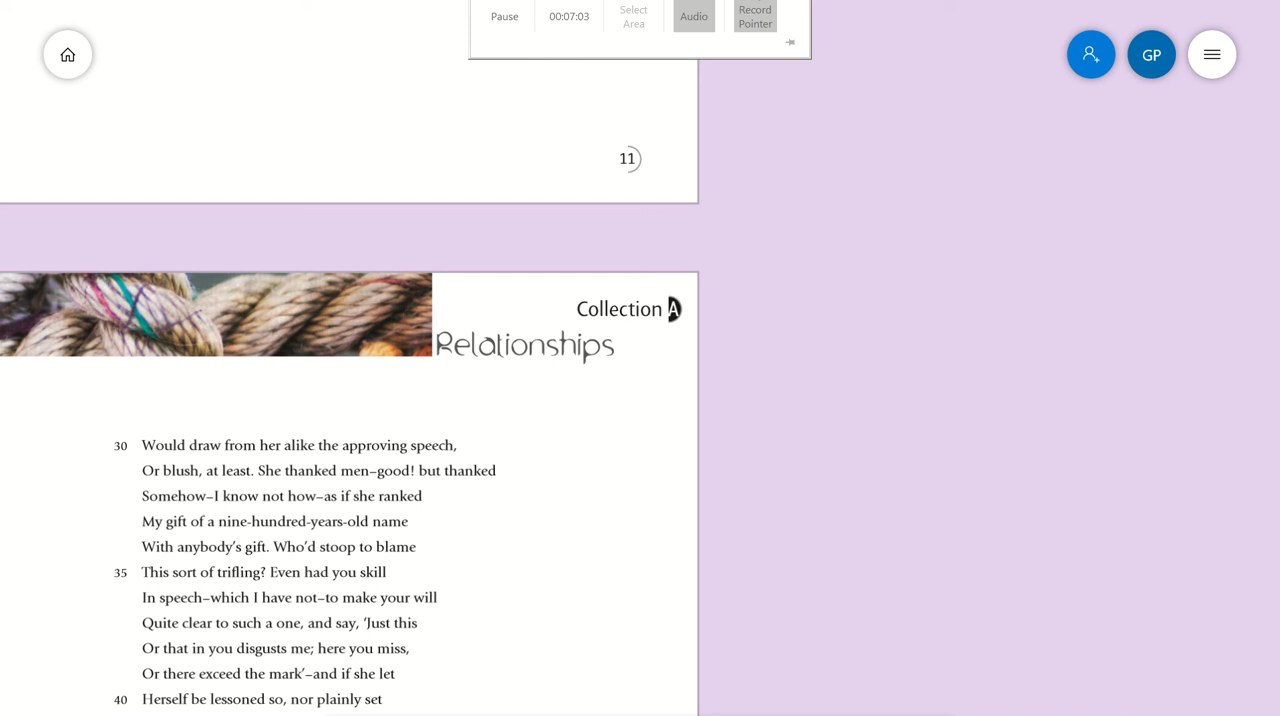 Pause
00:07:03
Select
Area
Audio
Record
Pointer
GP
11
Collection A
Relationships
30 Would draw from her alike the approving speech,
Or blush, at least. She thanked men–good! but thanked
Somehow–I know not how–as if she ranked
My gift of a nine-hundred-years-old name
With anybody’s gift. Who’d stoop to blame
35 This sort of trifling? Even had you skill
In speech–which I have not–to make your will
Quite clear to such a one, and say, ‘Just this
Or that in you disgusts me; here you miss,
Or there exceed the mark’–and if she let
40 Herself be lessoned so, nor plainly set